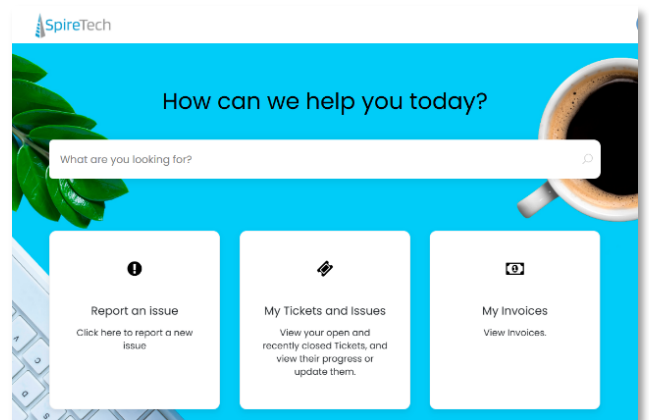 SpireTech
How can we help you today?
What are you looking for?
Report an issue
Click here to report a new
issue
My Tickets and Issues
View your open and
recently closed Tickets, and
view their progress or
update them.
My Invoices
View Invoices.